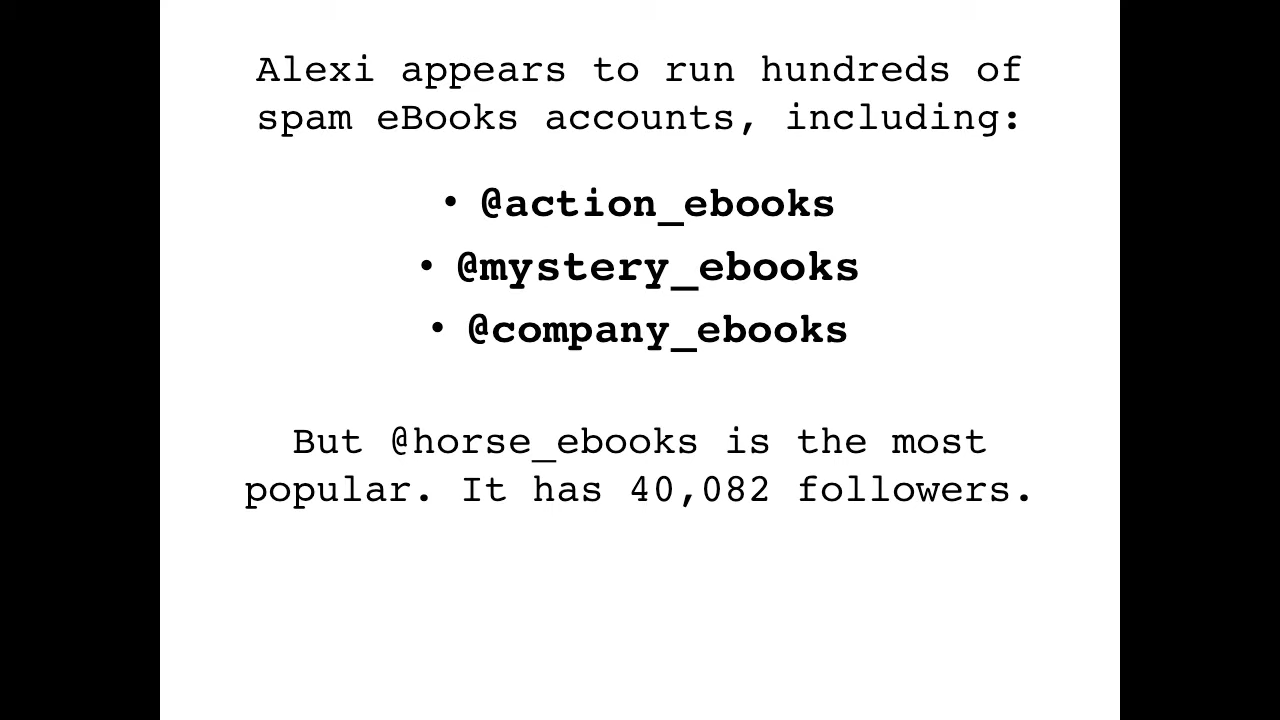 Alexi appears to run hundreds of
spam eBooks accounts, including:
• @action_ebooks
• @mystery_ebooks
• @company_ebooks
But @horse_ebooks is the most
popular. It has 40,082 followers.